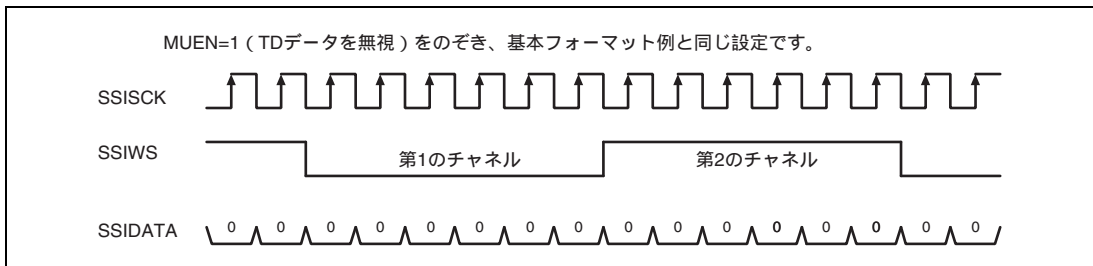 MUEN=1（TDデータを無視）をのぞき、基本フォーマット例と同じ設定です。
SSISCK
SSIWS 第1のチャネル 第2のチャネル
SSIDATA 0 0 0 0 0 0 0 0 0 0 0 0 0 0 0 0